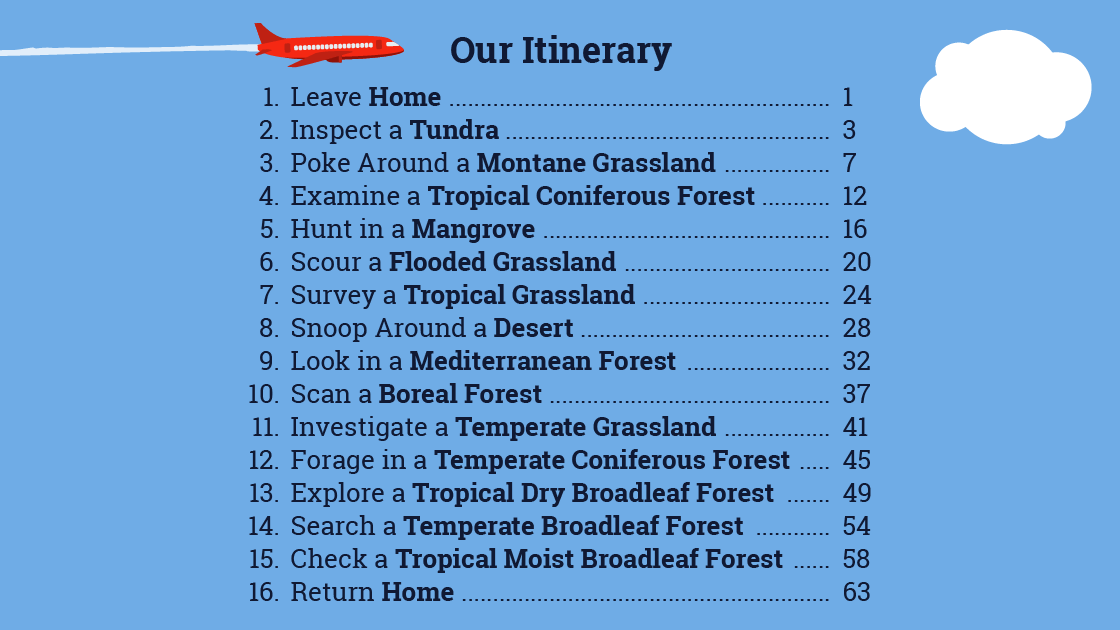 Our Itinerary
1. Leave Home ............................................................. 1
2. Inspect a Tundra .................................................... 3
3. Poke Around a Montane Grassland ................. 7
4. Examine a Tropical Coniferous Forest ........... 12
5. Hunt in a Mangrove .............................................. 16
6. Scour a Flooded Grassland ................................. 20
7. Survey a Tropical Grassland .............................. 24
8. Snoop Around a Desert ........................................ 28
9. Look in a Mediterranean Forest ....................... 32
10. Scan a Boreal Forest ............................................. 37
11. Investigate a Temperate Grassland ................. 41
12. Forage in a Temperate Coniferous Forest ..... 45
13. Explore a Tropical Dry Broadleaf Forest ....... 49
14. Search a Temperate Broadleaf Forest ............ 54
15. Check a Tropical Moist Broadleaf Forest ...... 58
16. Return Home ........................................................... 63